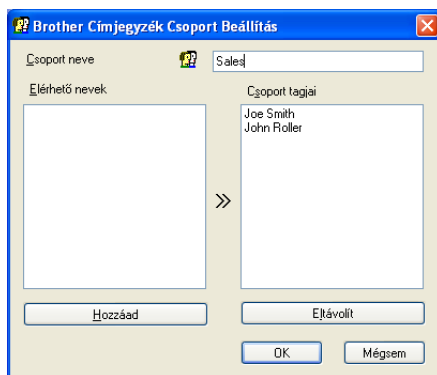 Brother Címjegyzék Csoport Beállítás
Csoport neve
Sales
Elérhető nevek
Csoport tagjai
Joe Smith
John Roller
Hozzáad
Eltávolít
OK
Mégsem